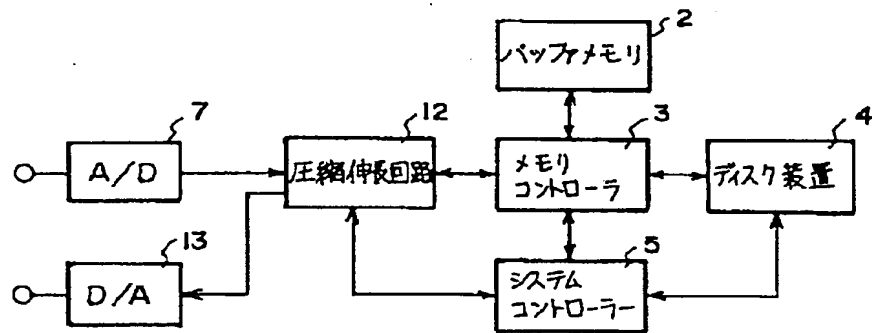 2
バッファメモリ
7
12
3
4
A/D
圧縮伸長回路
メモリ
コントローラ
ディスク装置
13
5
D/A
システム
コントローラー